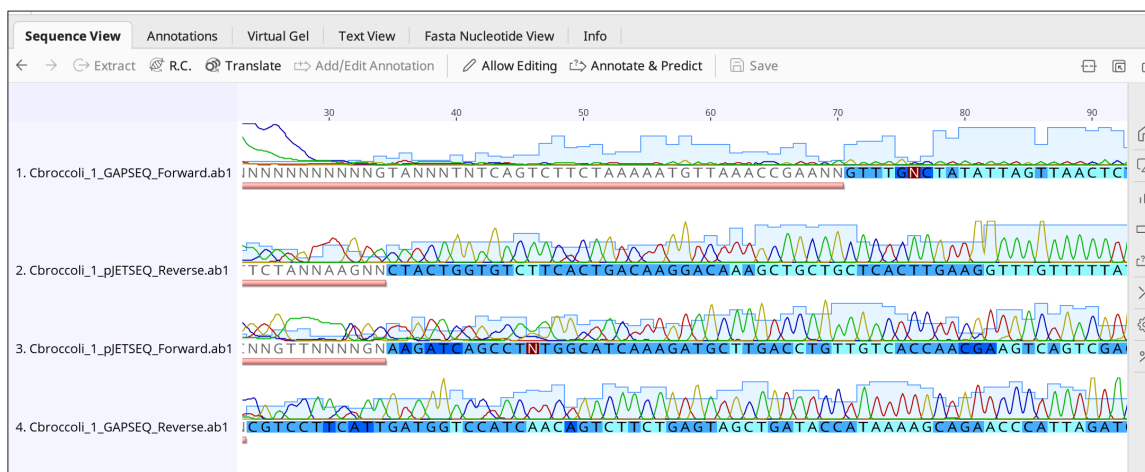 Sequence View Annotations Virtual Gel Text View Fasta Nucleotide View Info
Extract R.C. Translate Add/Edit Annotation Allow Editing Annotate & Predict Save
30 40 50 60 70 80 90
1. Cbroccoli_1_GAPSEQ_Forward.ab1 NNNNNNNNNNNGTANNNTNTCAGTCTTCTAAAAATGTTAAACCGAANNGTTTGNCTATATTAGTTAACTC
2. Cbroccoli_1_pJETSEQ_Reverse.ab1 TCTANNAAGNNCTACTGGTGTCTTCACTGACAAGGACAAAGCTGCTGCTCACTTGAAGGTTTGTTTTTA
3. Cbroccoli_1_pJETSEQ_Forward.ab1 NNGTTNNNNGNAAGATCAGCCTNTGGCATCAAAGATGCTTGACCTGTTGTCACCAACGAAGTCAGTCGA
4. Cbroccoli_1_GAPSEQ_Reverse.ab1 CGTCCTTCATTGATGGTCCATCAACAGTCTTCTGAGTAGCTGATACCATAAAAGCAGAACCCATTAGAT